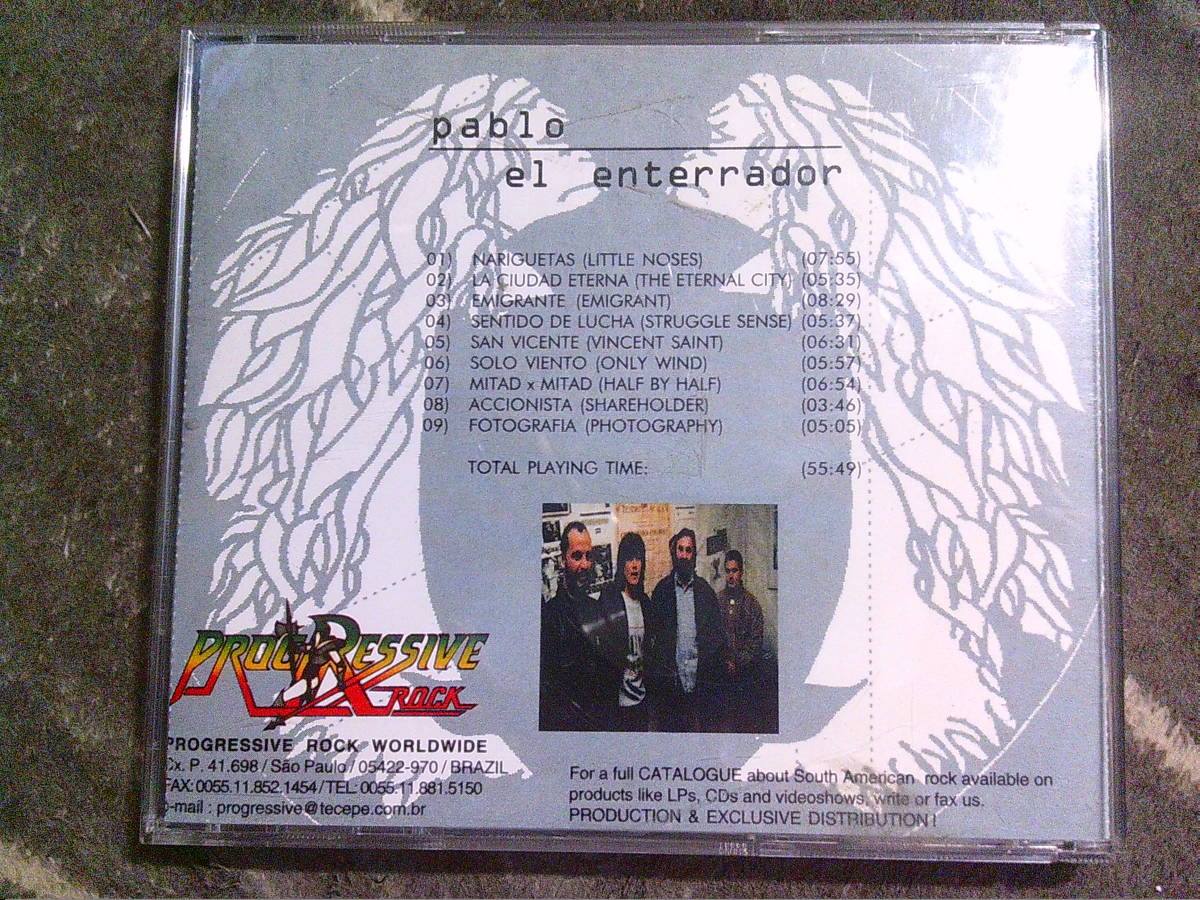 pablo
el enterrador
01) NARIGUETAS (LITTLE NOSES) (07:55)
02) LA CIUDAD ETERNA (THE ETERNAL CITY) (05:35)
03) EMIGRANTE (EMIGRANT) (08:29)
04) SENTIDO DE LUCHA (STRUGGLE SENSE) (05:37)
05) SAN VICENTE (VINCENT SAINT) (06:31)
06) SOLO VIENTO (ONLY WIND) (05:57)
07) MITAD x MITAD (HALF BY HALF) (06:54)
08) ACCIONISTA (SHAREHOLDER) (03:46)
09) FOTOGRAFIA (PHOTOGRAPHY) (05:05)
TOTAL PLAYING TIME: (55:49)
PROGRESSIVE
ROCK
PROGRESSIVE ROCK WORLDWIDE
Cx. P. 41.698 / São Paulo / 05422-970 / BRAZIL
FAX: 0055.11.852.1454 / TEL: 0055.11.881.5150
e-mail : progressive@tecepe.com.br
For a full CATALOGUE about South American rock available on
products like LPs, CDs and videoshows, write or fax us.
PRODUCTION & EXCLUSIVE DISTRIBUTION !